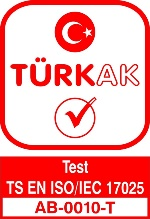 TÜRKAK
Test
TS EN ISO/IEC 17025
AB-0010-T